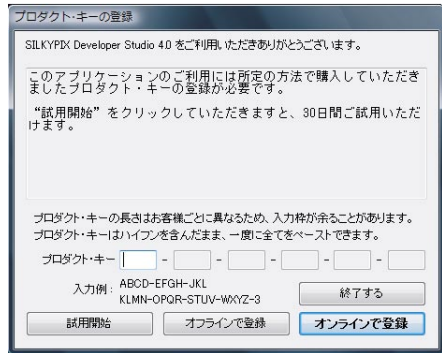 プロダクト・キーの登録
SILKYPIX Developer Studio 4.0 をご利用いただきありがとうございます。
このアプリケーションのご利用には所定の方法で購入していただき
ましたプロダクト・キーの登録が必要です。
“試用開始”をクリックしていただきますと、30日間ご試用いただ
けます。
プロダクト・キーの長さはお客様ごとに異なるため、入力枠が余ることがあります。
プロダクト・キーはハイフンを含んだまま、一度に全てをペーストできます。
プロダクト・キー - - - - -
入力例: ABCD-EFGH-JKL
KLMN-OPQR-STUV-WXYZ-3
終了する
試用開始 オフラインで登録 オンラインで登録